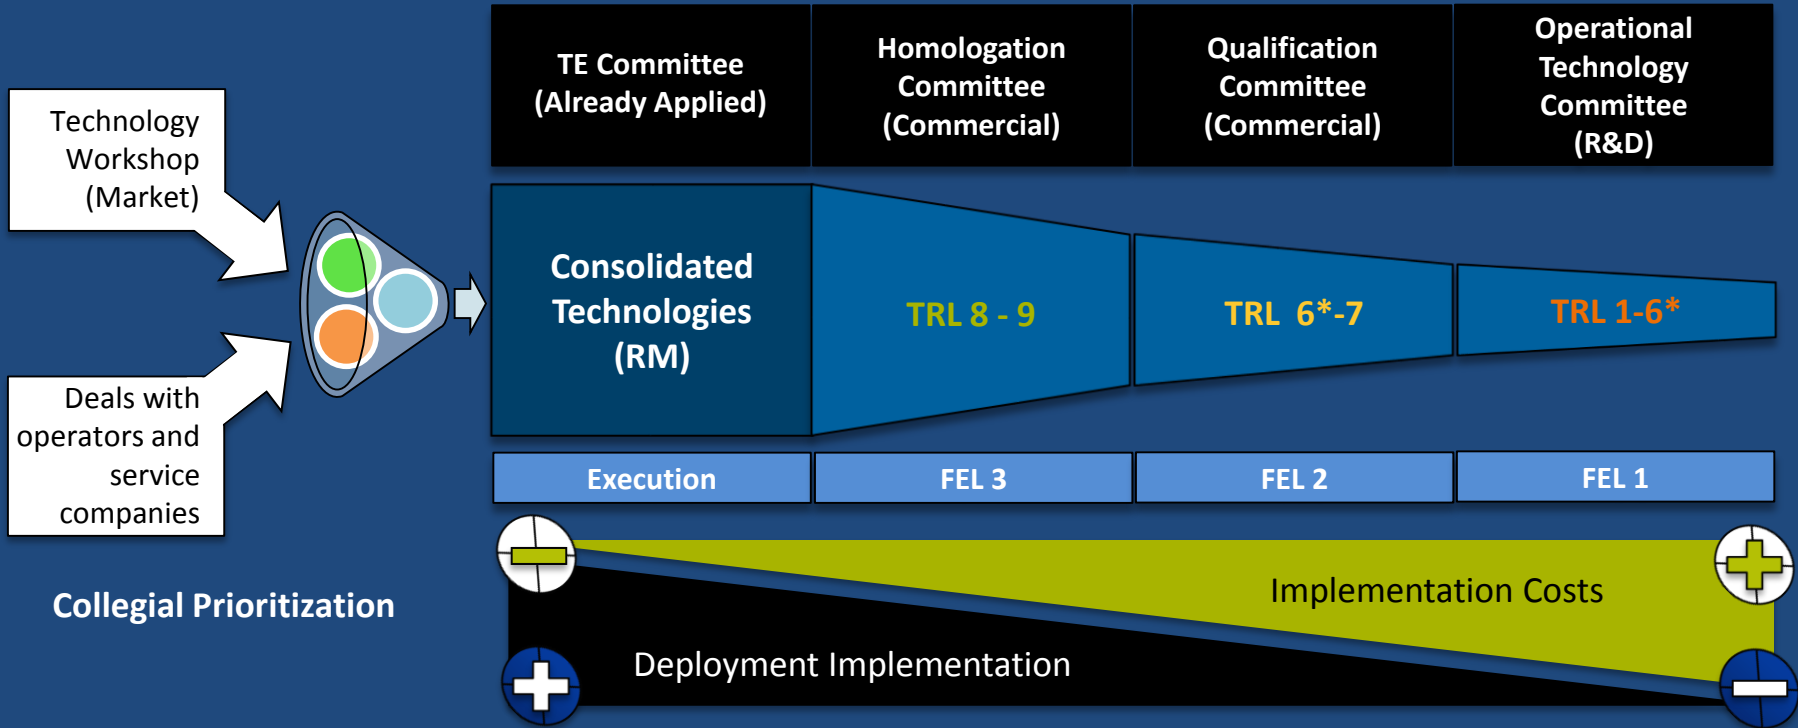 TE Committee
(Already Applied)
Homologation
Committee
(Commercial)
Qualification
Committee
(Commercial)
Operational
Technology
Committee
(R&D)
Technology
Workshop
(Market)
Deals with
operators and
service
companies
Collegial Prioritization
Consolidated
Technologies
(RM)
TRL 8 - 9
TRL 6*-7
TRL 1-6*
Execution
FEL 3
FEL 2
FEL 1
Implementation Costs
Deployment Implementation